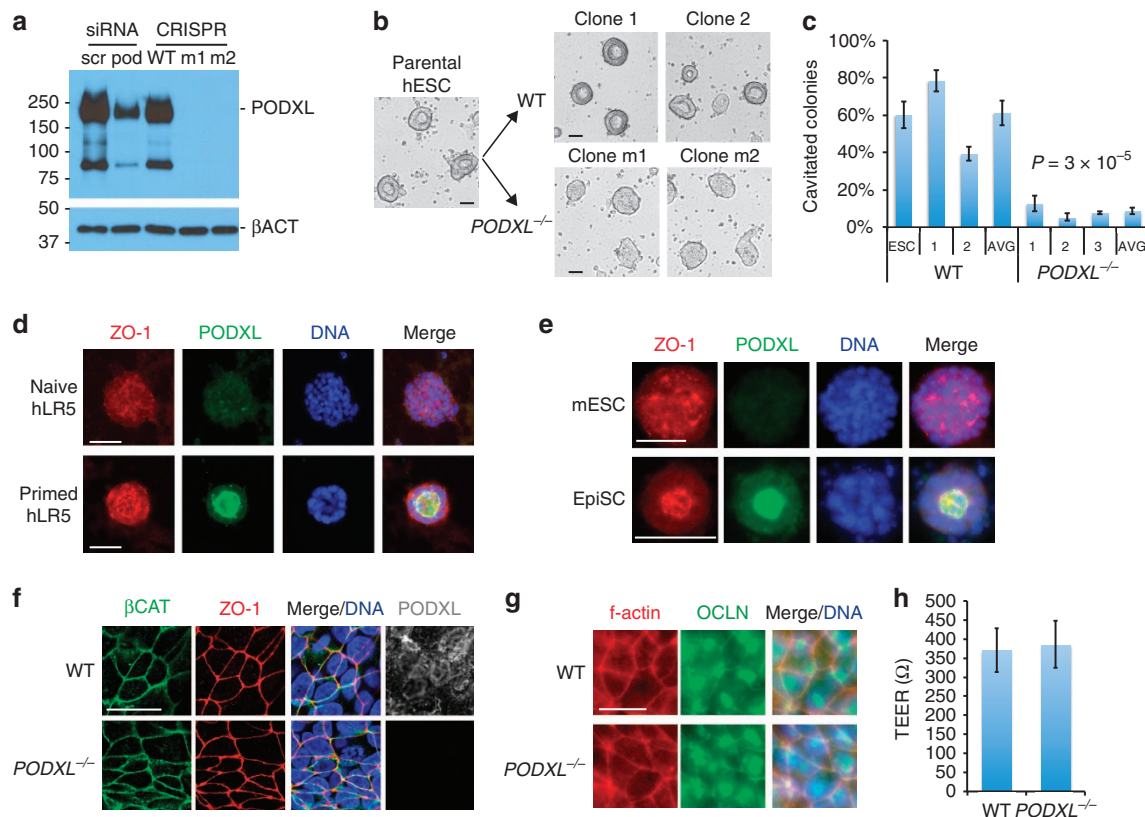 a
siRNA CRISPR
scr pod WT m1 m2
250
150
100
75
50
37
PODXL
βACT
b
Parental
hESC
WT
PODXL–/–
Clone 1 Clone 2
Clone m1 Clone m2
c
Cavitated colonies
100%
80%
60%
40%
20%
0%
P = 3 × 10–5
ESC 1 2 AVG 1 2 3 AVG
WT PODXL–/–
d
ZO-1 PODXL DNA Merge
Naive
hLR5
Primed
hLR5
e
ZO-1 PODXL DNA Merge
mESC
EpiSC
f
βCAT ZO-1 Merge/DNA PODXL
WT
PODXL–/–
g
f-actin OCLN Merge/DNA
WT
PODXL–/–
h
TEER (Ω)
500
450
400
350
300
250
200
150
100
50
0
WT PODXL–/–